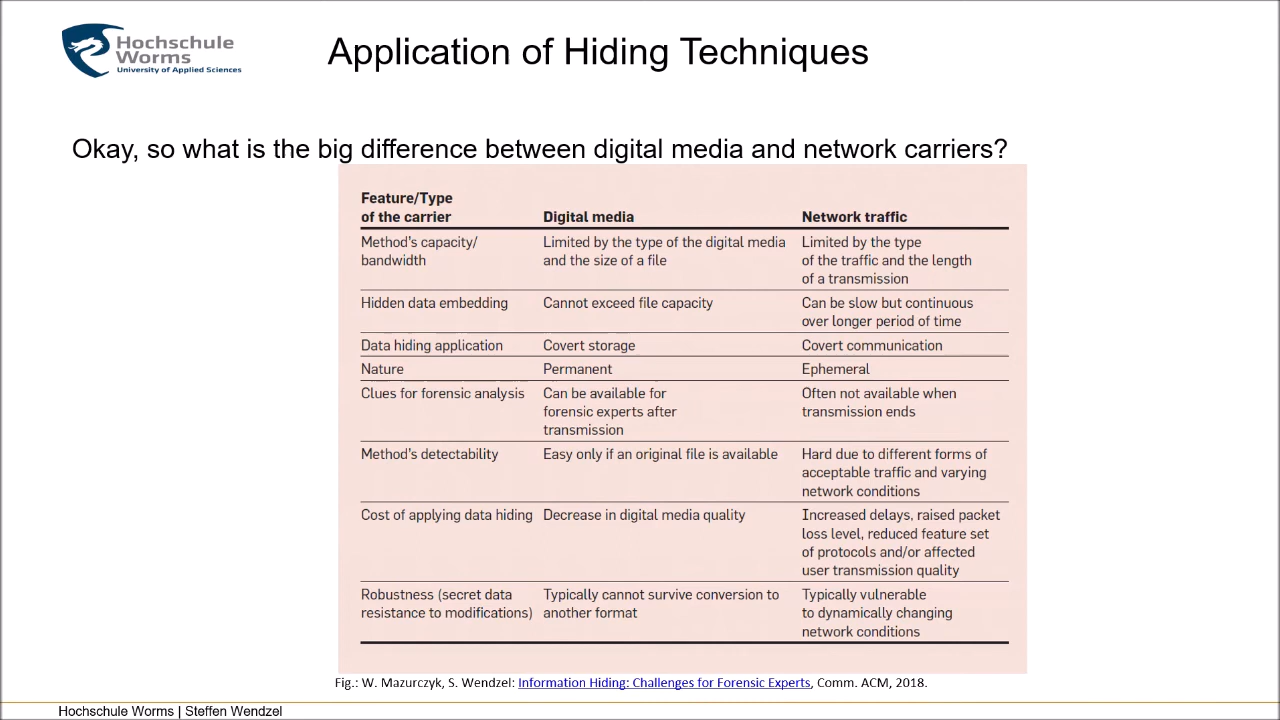 Hochschule
Worms
University of Applied Sciences
Application of Hiding Techniques
Okay, so what is the big difference between digital media and network carriers?
Feature/Type
of the carrier
Digital media
Network traffic
Method's capacity/
bandwidth
Limited by the type of the digital media
and the size of a file
Limited by the type
of the traffic and the length
of a transmission
Hidden data embedding
Cannot exceed file capacity
Can be slow but continuous
over longer period of time
Data hiding application
Covert storage
Covert communication
Nature
Permanent
Ephemeral
Clues for forensic analysis
Can be available for
forensic experts after
transmission
Often not available when
transmission ends
Method's detectability
Easy only if an original file is available
Hard due to different forms of
acceptable traffic and varying
network conditions
Cost of applying data hiding
Decrease in digital media quality
Increased delays, raised packet
loss level, reduced feature set
of protocols and/or affected
user transmission quality
Robustness (secret data
resistance to modifications)
Typically cannot survive conversion to
another format
Typically vulnerable
to dynamically changing
network conditions
Fig.: W. Mazurczyk, S. Wendzel: Information Hiding: Challenges for Forensic Experts, Comm. ACM, 2018.
Hochschule Worms | Steffen Wendzel